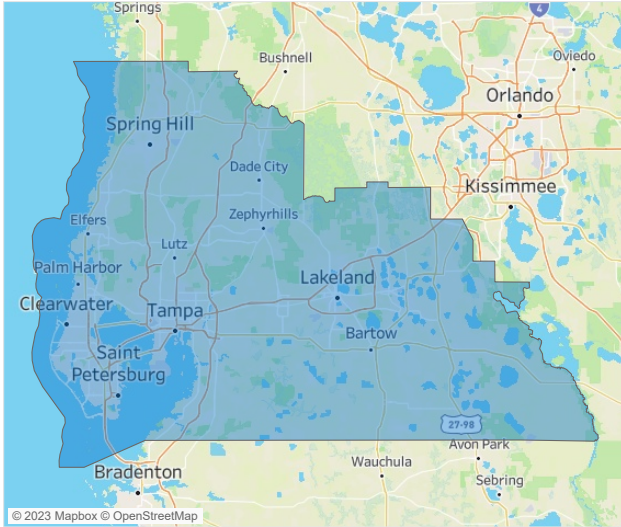 Springs
4
Bushnell
Oviedo
Orlando
Spring Hill
Dade City
Kissimmee
Elfers
Zephyrhills
Lutz
Palm Harbor
Lakeland
Clearwater
Tampa
Bartow
Saint
Petersburg
27-98
Avon Park
Wauchula
Bradenton
Sebring
© 2023 Mapbox © OpenStreetMap